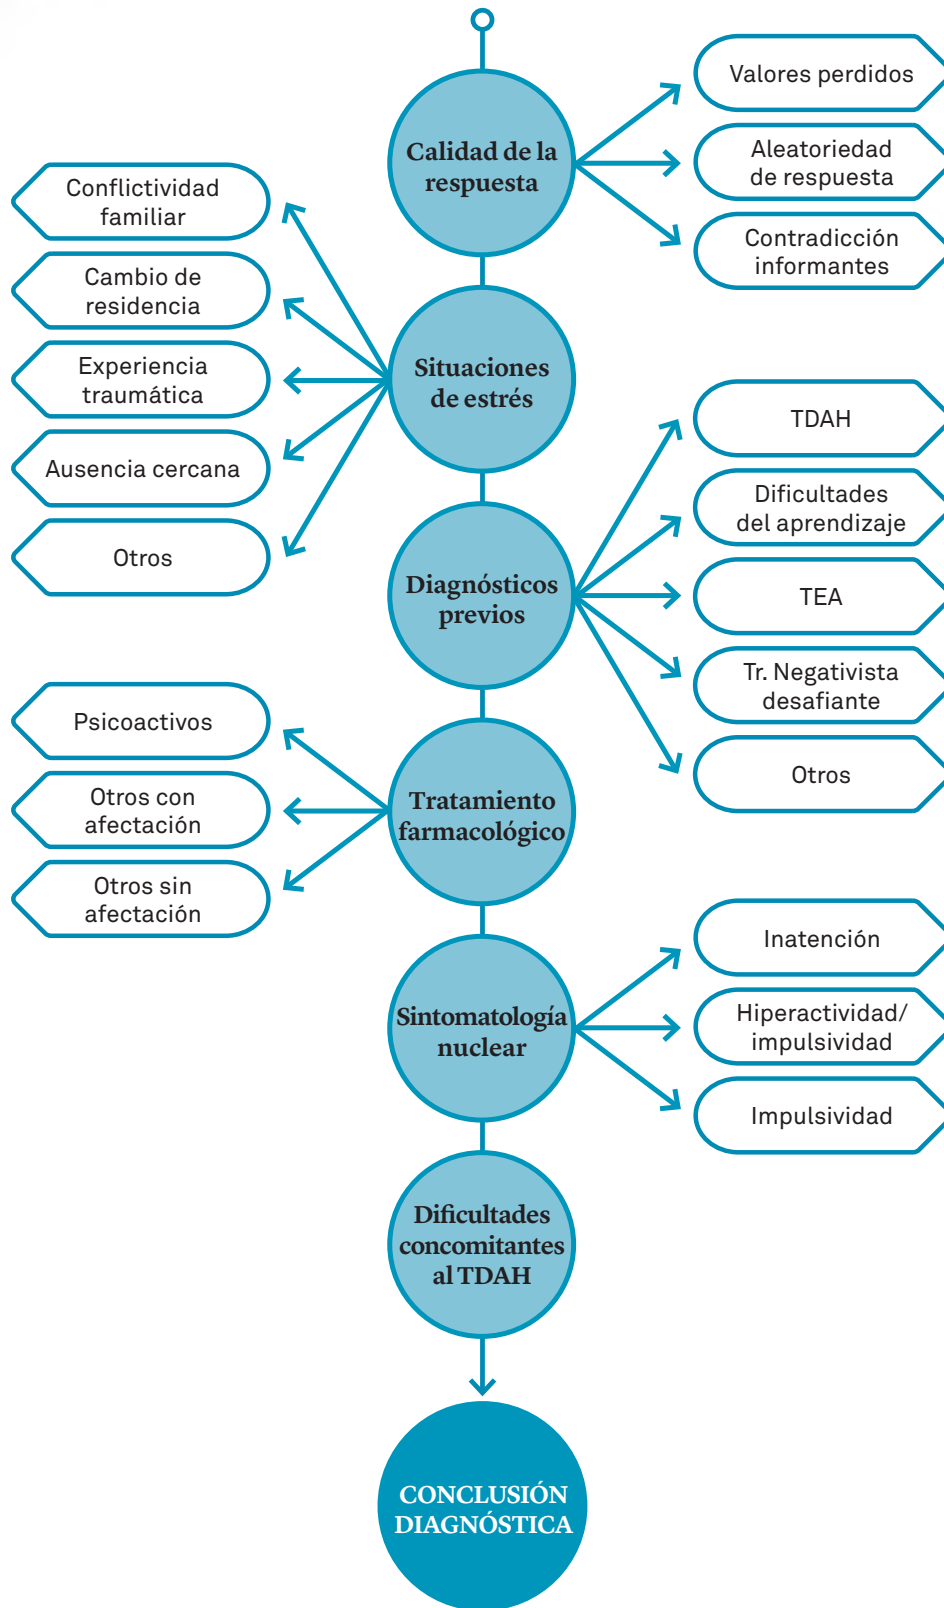 Calidad de la
respuesta
Valores perdidos
Aleatoriedad
de respuesta
Contradicción
informantes
Situaciones
de estrés
Conflictividad
familiar
Cambio de
residencia
Experiencia
traumática
Ausencia cercana
Otros
Diagnósticos
previos
TDAH
Dificultades
del aprendizaje
TEA
Tr. Negativista
desafiante
Otros
Tratamiento
farmacológico
Psicoactivos
Otros con
afectación
Otros sin
afectación
Sintomatología
nuclear
Inatención
Hiperactividad/
impulsividad
Impulsividad
Dificultades
concomitantes
al TDAH
CONCLUSIÓN
DIAGNÓSTICA